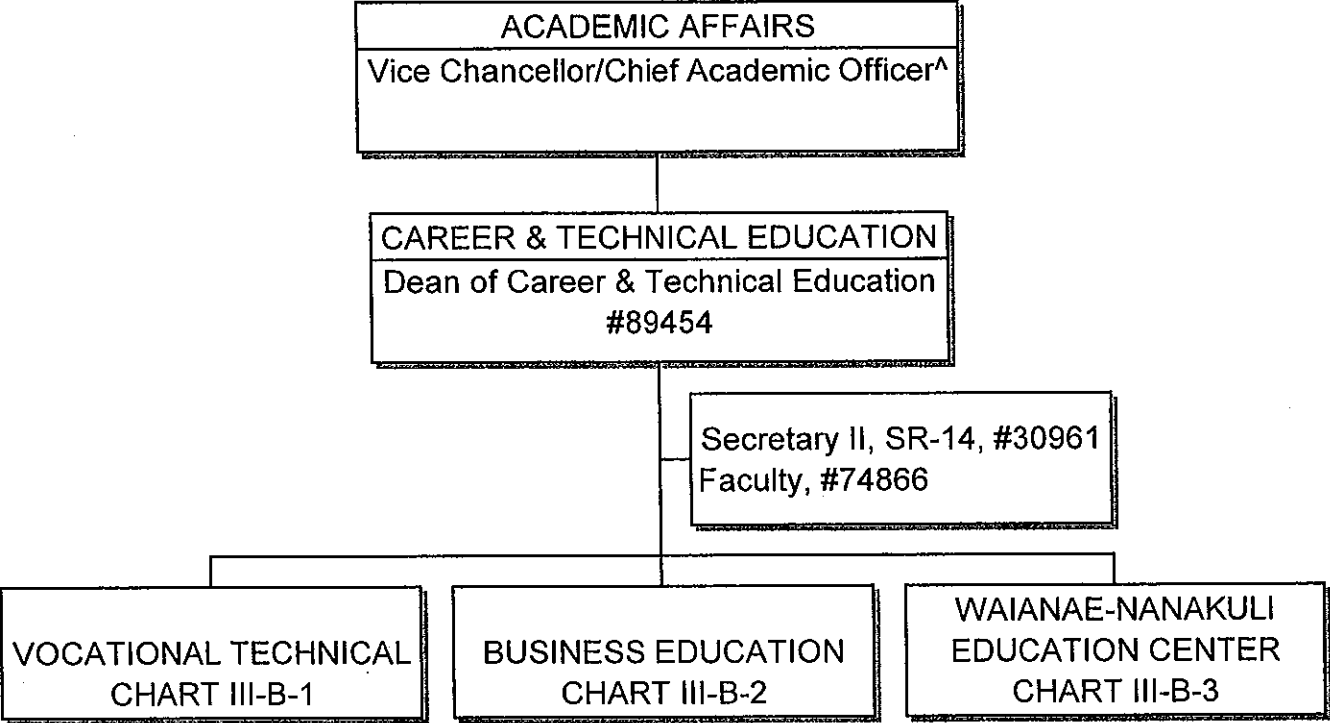 ACADEMIC AFFAIRS
Vice Chancellor/Chief Academic Officer^
CAREER & TECHNICAL EDUCATION
Dean of Career & Technical Education
#89454
Secretary II, SR-14, #30961
Faculty, #74866
VOCATIONAL TECHNICAL
CHART III-B-1
BUSINESS EDUCATION
CHART III-B-2
WAIANAE-NANAKULI
EDUCATION CENTER
CHART III-B-3